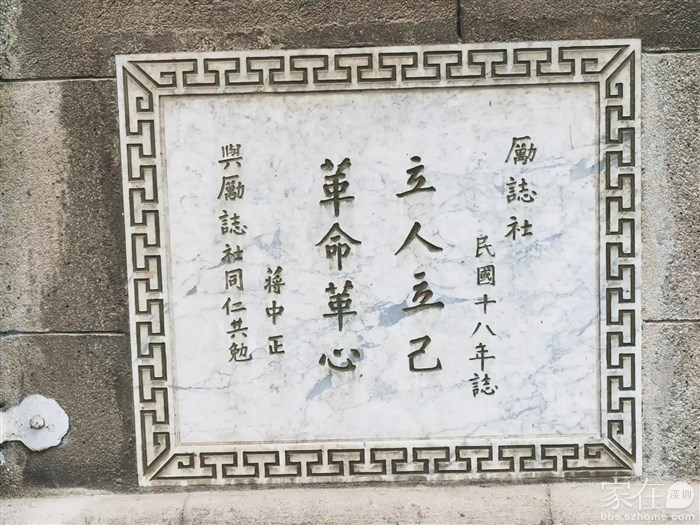 勵誌社
民國十八年誌
立人立己
革命革心
蔣中正
與勵誌社同仁共勉
家在深圳
bbs.szhome.com